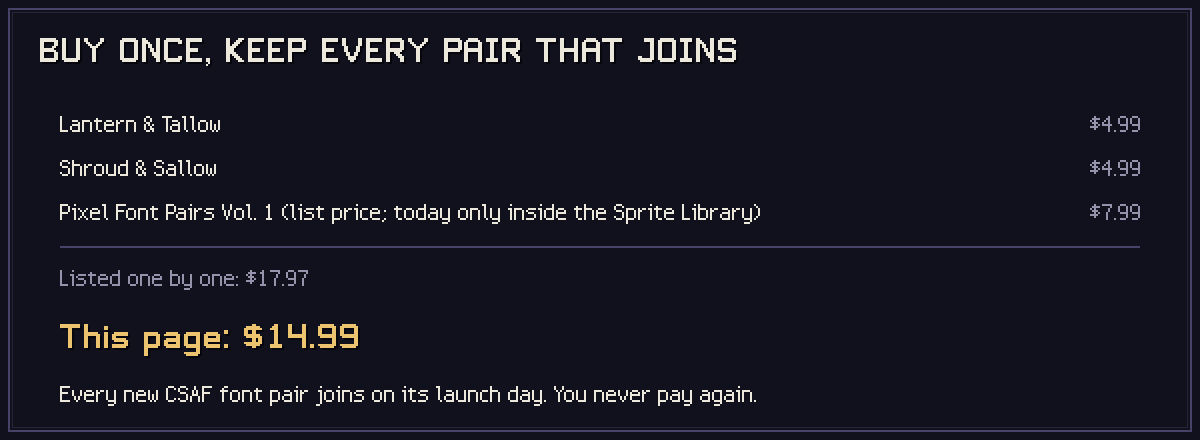 BUY ONCE, KEEP EVERY PAIR THAT JOINS
Lantern & Tallow $4.99
Shroud & Sallow $4.99
Pixel Font Pairs Vol. 1 (list price; today only inside the Sprite Library) $7.99
Listed one by one: $17.97
This page: $14.99
Every new CSAF font pair joins on its launch day. You never pay again.